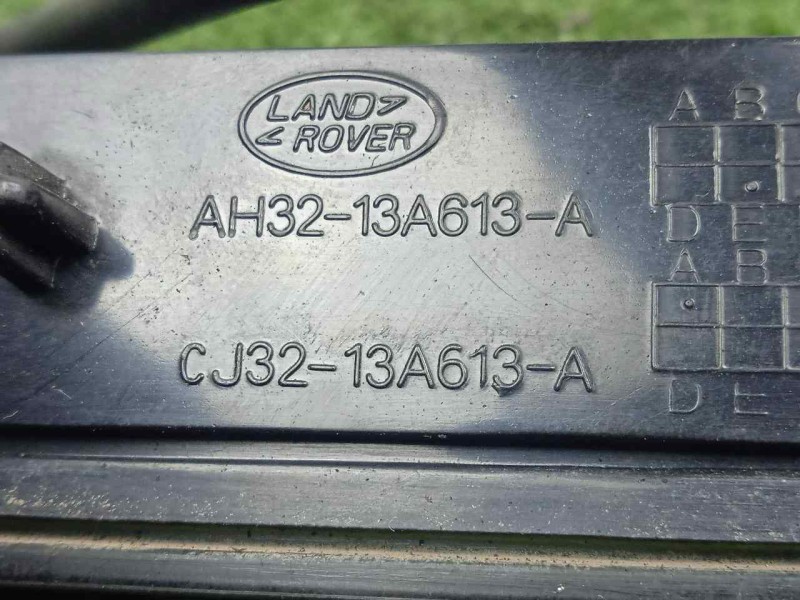 LAND
ROVER
AH32-13A613-A
CJ32-13A613-A
A B
D E
A B
D E